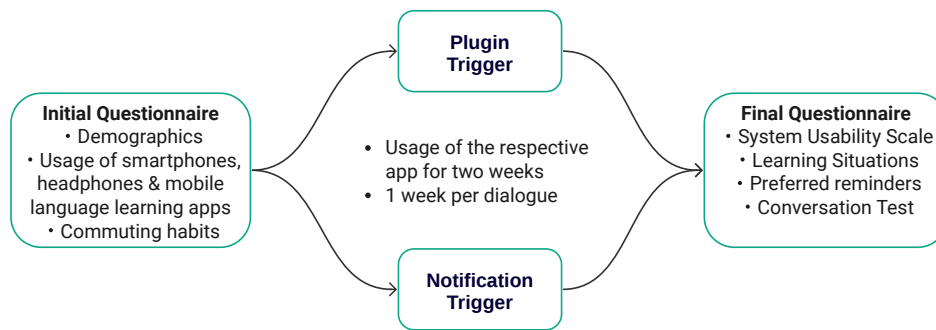 Plugin
Trigger
Initial Questionnaire
• Demographics
• Usage of smartphones,
headphones & mobile
language learning apps
• Commuting habits
• Usage of the respective
app for two weeks
• 1 week per dialogue
Final Questionnaire
• System Usability Scale
• Learning Situations
• Preferred reminders
• Conversation Test
Notification
Trigger